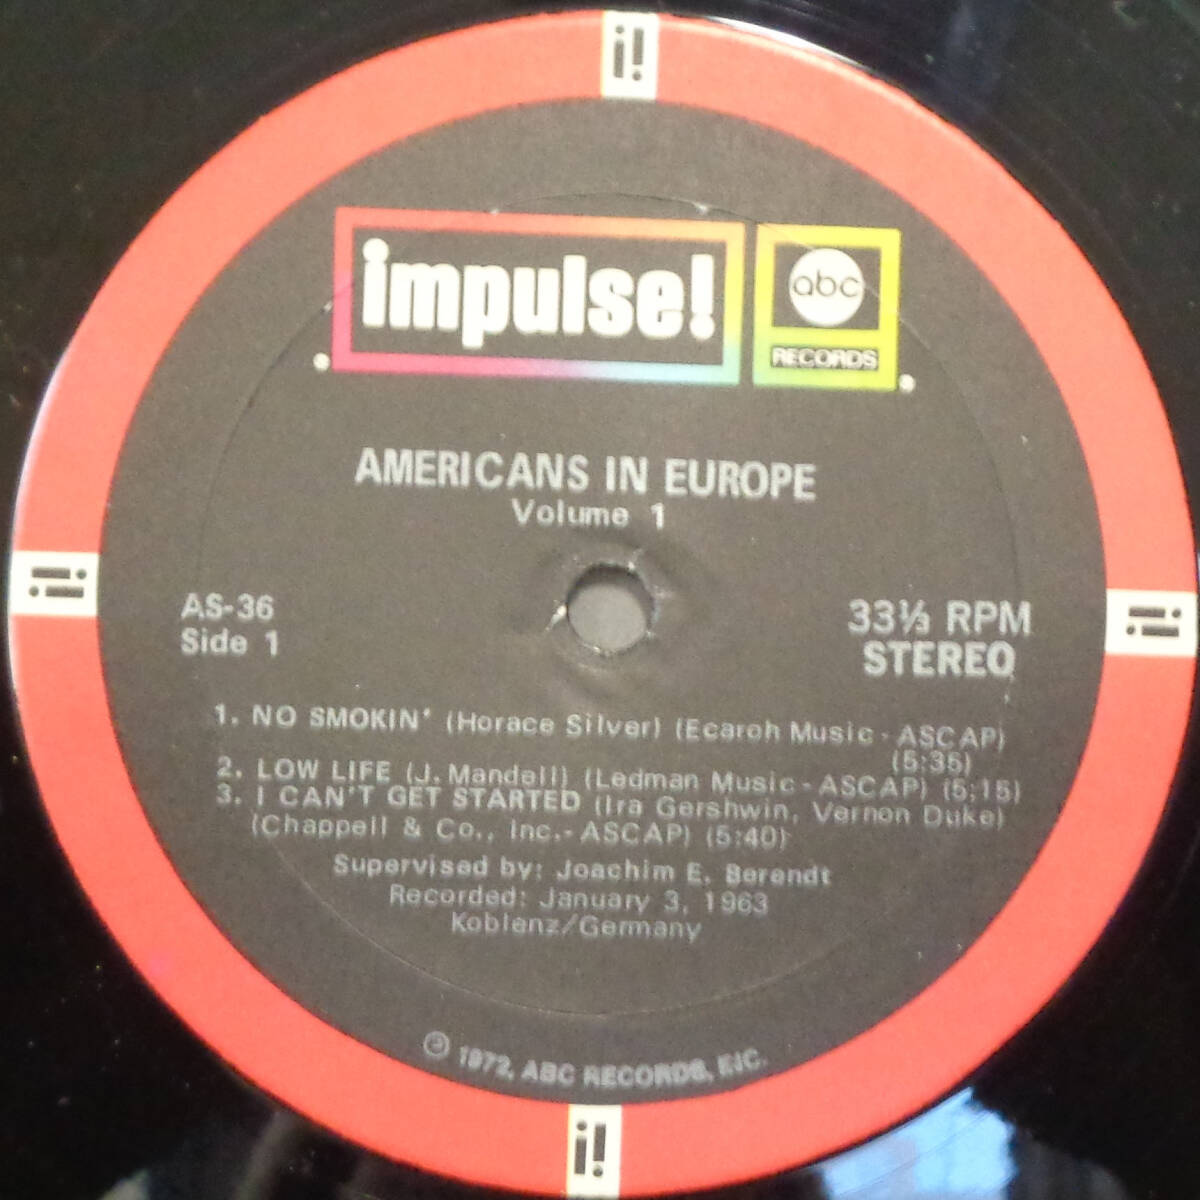 i!
impulse!
abc
RECORDS
AMERICANS IN EUROPE
Volume 1
AS-36
Side 1
33⅓ RPM
STEREO
1. NO SMOKIN' (Horace Silver) (Ecaroh Music - ASCAP)
(5:35)
2. LOW LIFE (J. Mandell) (Ledman Music - ASCAP) (5:15)
3. I CAN'T GET STARTED (Ira Gershwin, Vernon Duke)
(Chappell & Co., Inc.- ASCAP) (5:40)
Supervised by: Joachim E. Berendt
Recorded: January 3, 1963
Koblenz/Germany
i!
i!
℗ 1972, ABC RECORDS, INC.
i!